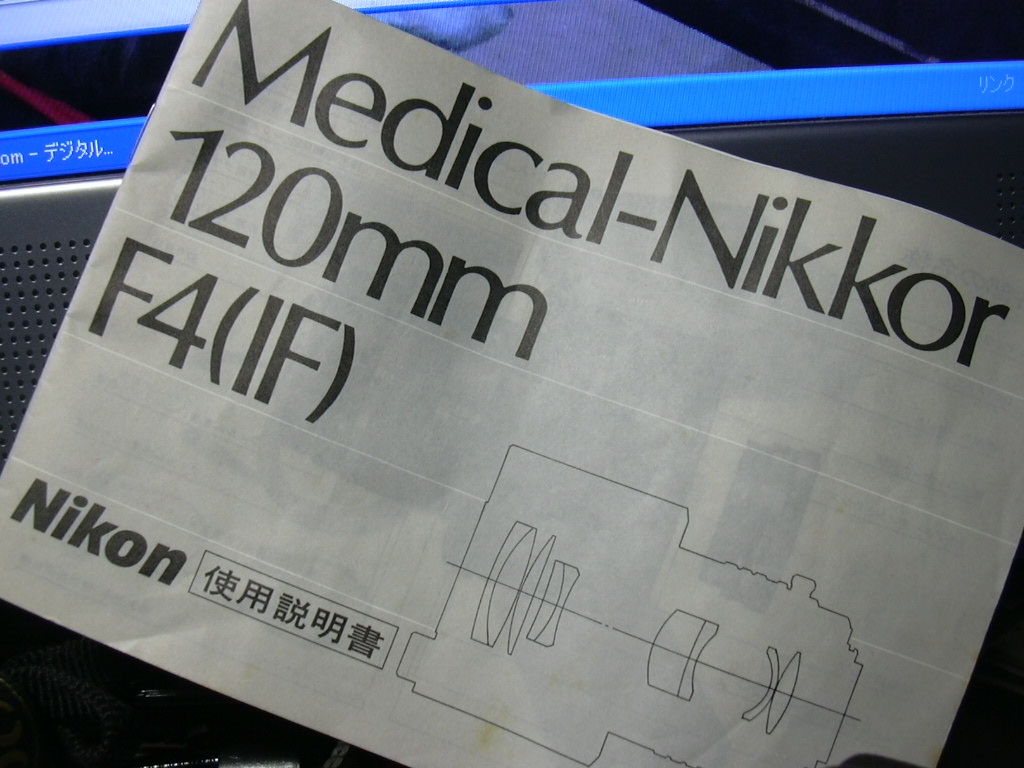 Medical-Nikkor
120mm
F4(IF)
Nikon
使用説明書
om - デジタル...
リンク